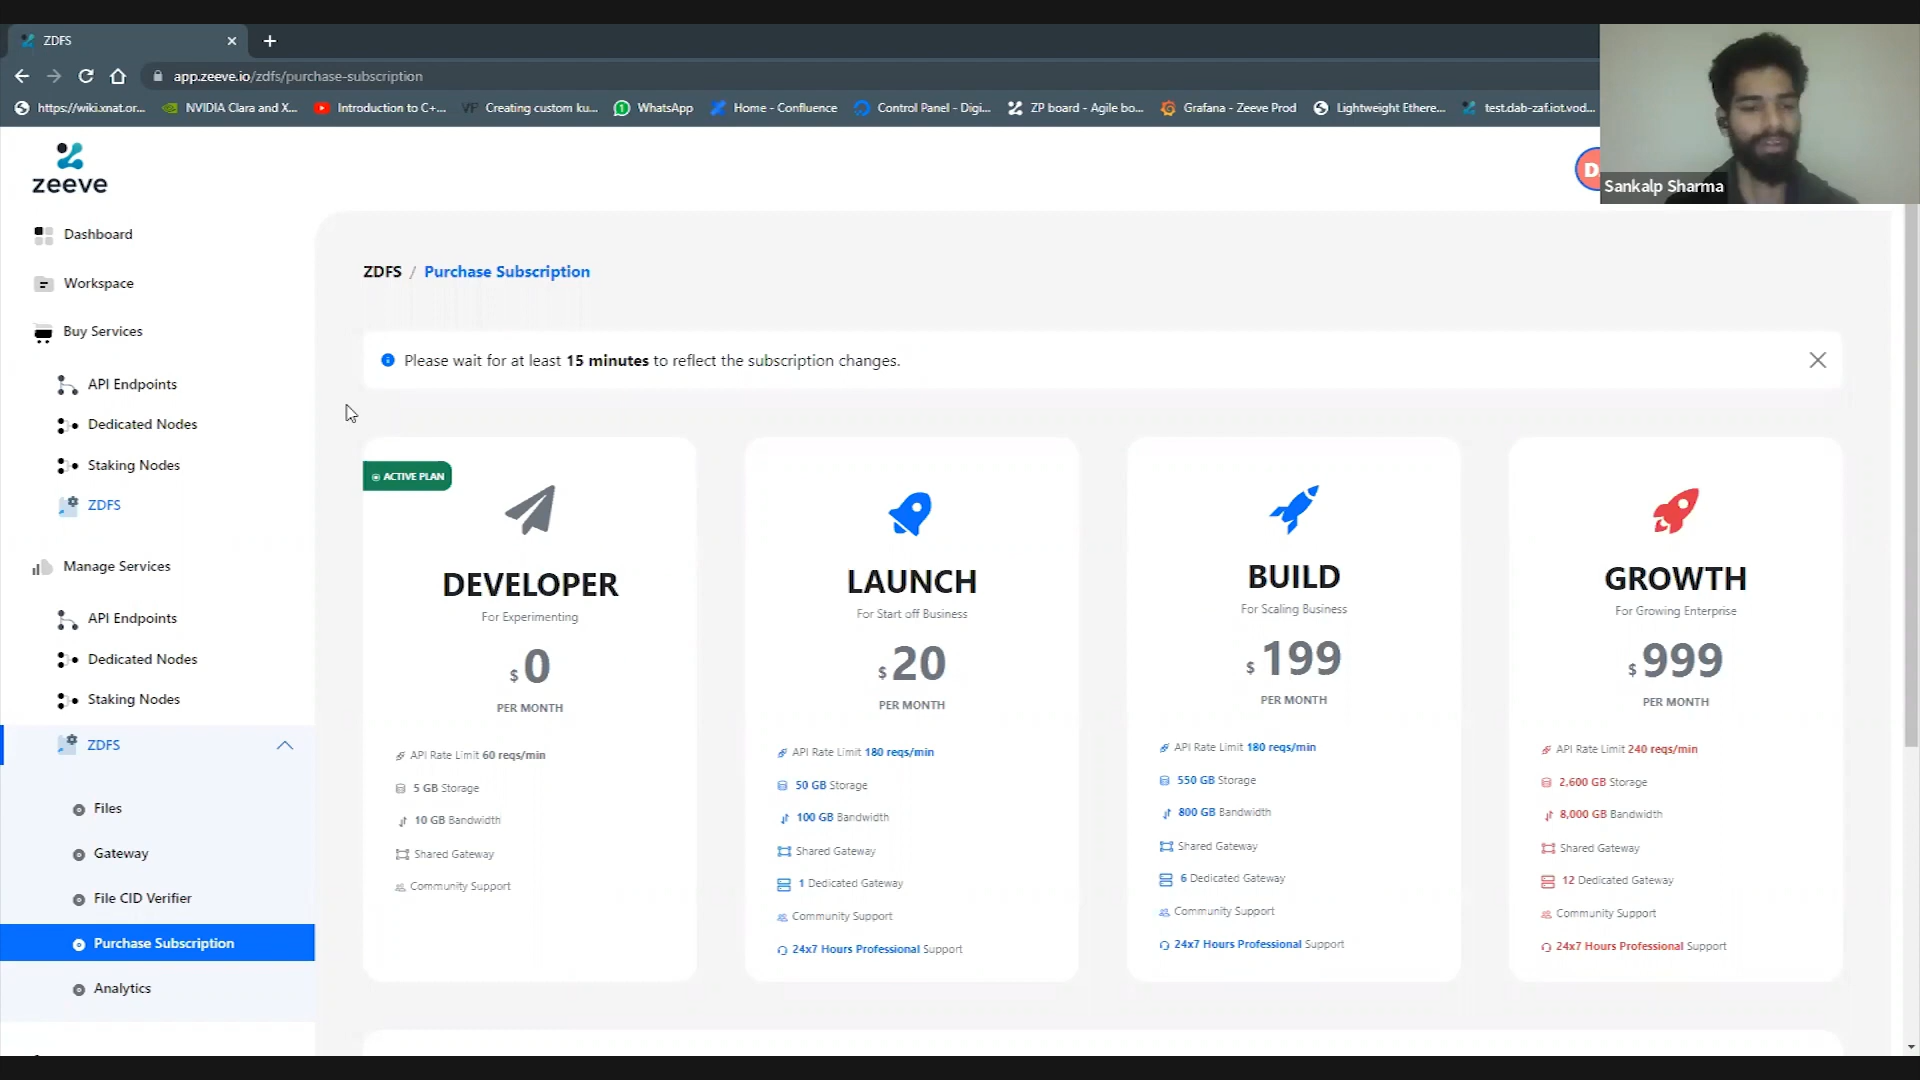 ZDFS
app.zeeve.io/zdfs/purchase-subscription
https://wiki.xnat.or... NVIDIA Clara and X... Introduction to C+... VF Creating custom ku... WhatsApp Home - Confluence Control Panel - Digi... ZP board - Agile bo... Grafana - Zeeve Prod Lightweight Ethere... test.dab-zaf.iot.vod...
zeeve
D
Sankalp Sharma
Dashboard
Workspace
Buy Services
API Endpoints
Dedicated Nodes
Staking Nodes
ZDFS
Manage Services
API Endpoints
Dedicated Nodes
Staking Nodes
ZDFS
Files
Gateway
File CID Verifier
Purchase Subscription
Analytics
ZDFS / Purchase Subscription
Please wait for at least 15 minutes to reflect the subscription changes.
ACTIVE PLAN
DEVELOPER
For Experimenting
$ 0
PER MONTH
API Rate Limit 60 reqs/min
5 GB Storage
10 GB Bandwidth
Shared Gateway
Community Support
LAUNCH
For Start off Business
$ 20
PER MONTH
API Rate Limit 180 reqs/min
50 GB Storage
100 GB Bandwidth
Shared Gateway
1 Dedicated Gateway
Community Support
24x7 Hours Professional Support
BUILD
For Scaling Business
$ 199
PER MONTH
API Rate Limit 180 reqs/min
550 GB Storage
800 GB Bandwidth
Shared Gateway
6 Dedicated Gateway
Community Support
24x7 Hours Professional Support
GROWTH
For Growing Enterprise
$ 999
PER MONTH
API Rate Limit 240 reqs/min
2,600 GB Storage
8,000 GB Bandwidth
Shared Gateway
12 Dedicated Gateway
Community Support
24x7 Hours Professional Support